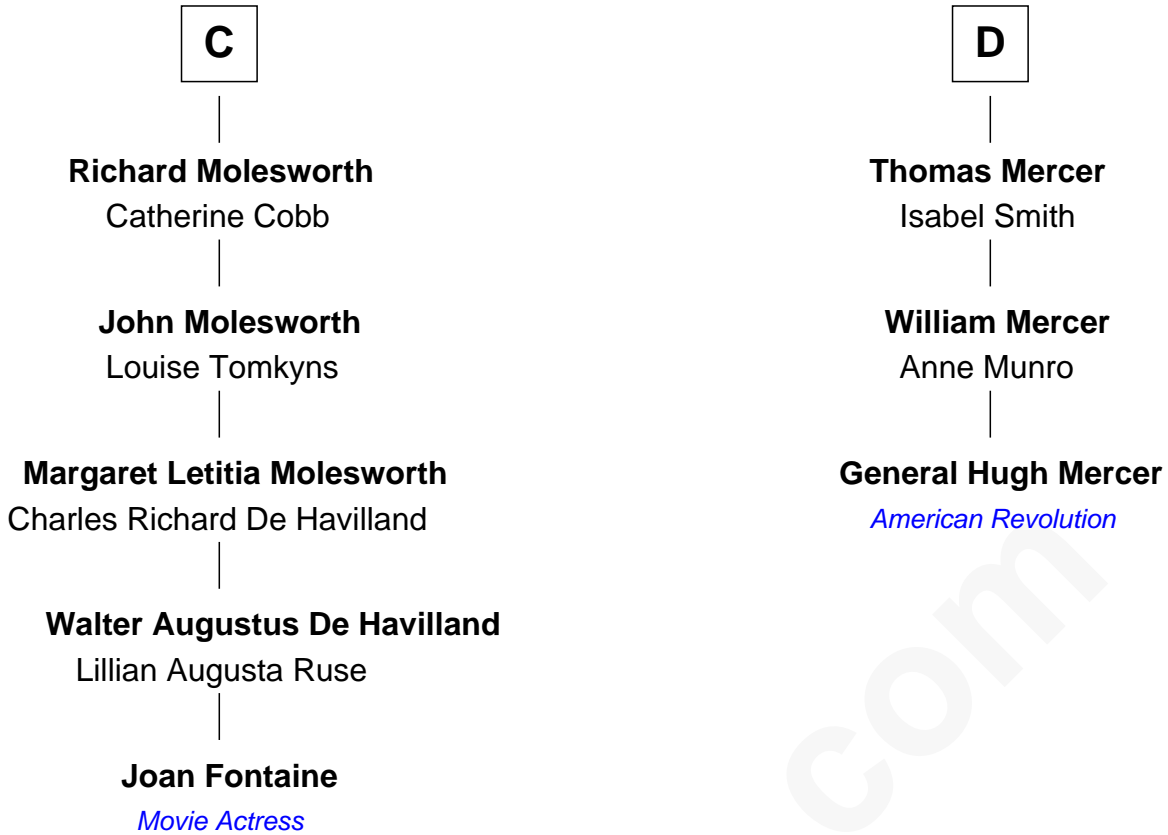 C
Richard Molesworth
Catherine Cobb
John Molesworth
Louise Tomkyns
Margaret Letitia Molesworth
Charles Richard De Havilland
Walter Augustus De Havilland
Lillian Augusta Ruse
Joan Fontaine
Movie Actress
D
Thomas Mercer
Isabel Smith
William Mercer
Anne Munro
General Hugh Mercer
American Revolution
com